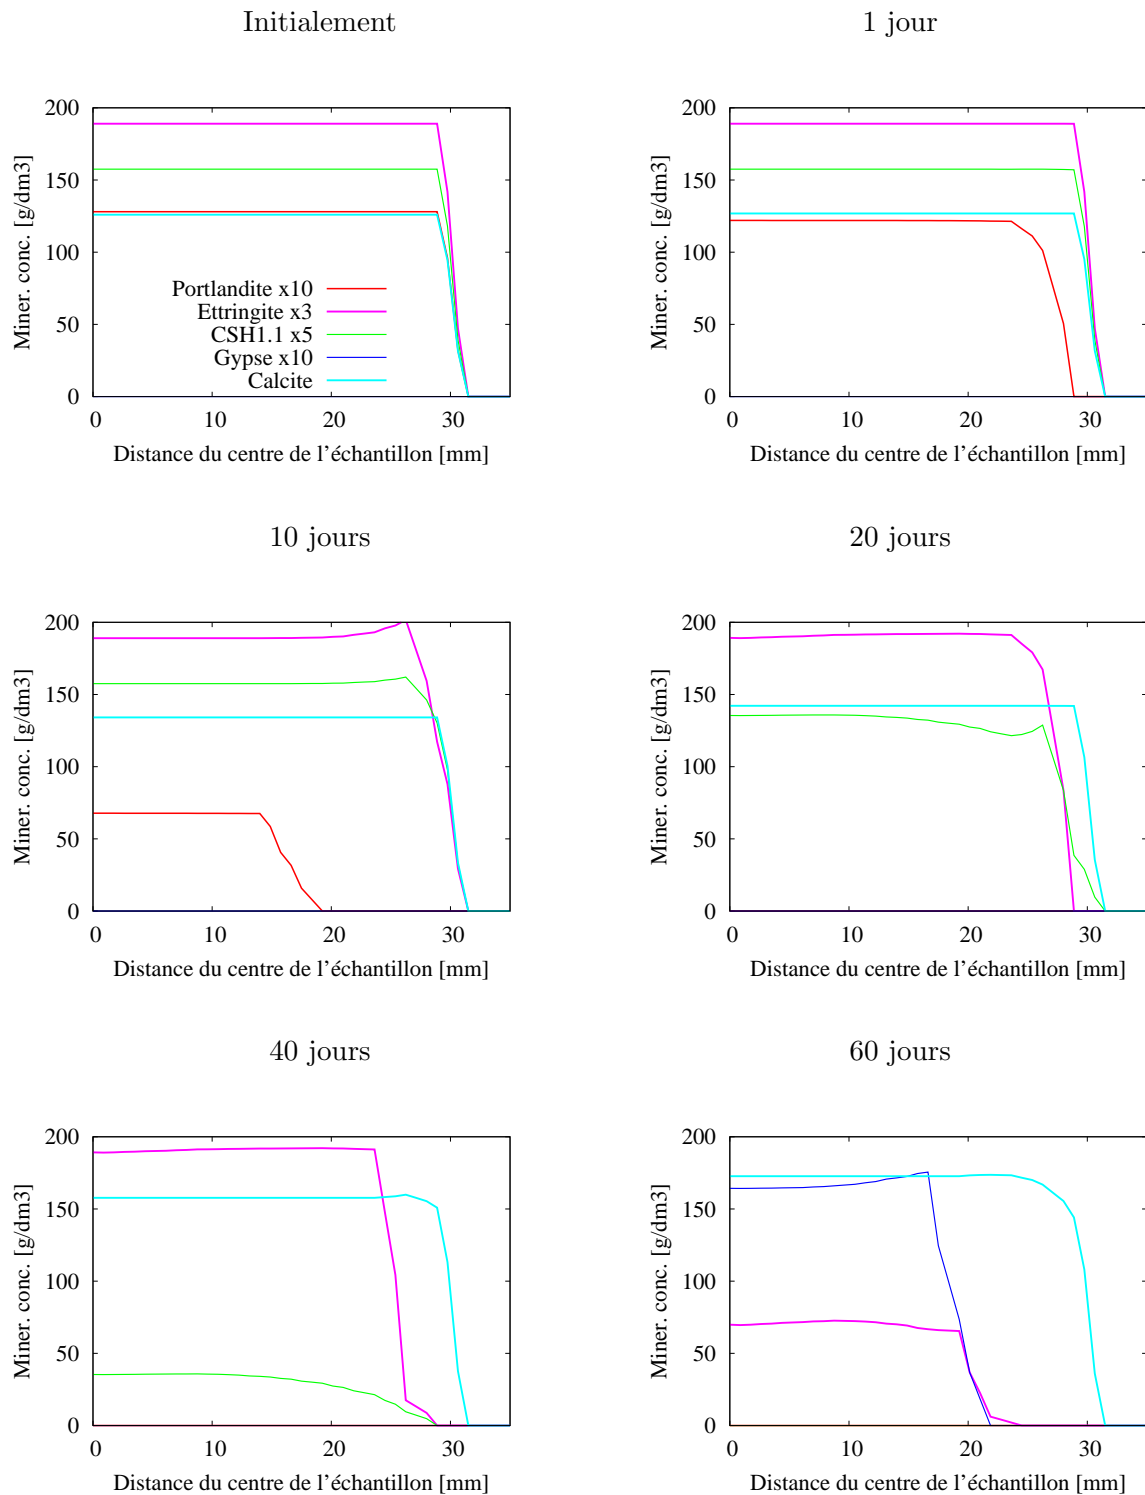 Initialement
1 jour
200
150
100
50
0
Miner. conc. [g/dm3]
Portlandite x10
Ettringite x3
CSH1.1 x5
Gypse x10
Calcite
0 10 20 30
Distance du centre de l'échantillon [mm]
200
150
100
50
0
Miner. conc. [g/dm3]
0 10 20 30
Distance du centre de l'échantillon [mm]
10 jours
20 jours
200
150
100
50
0
Miner. conc. [g/dm3]
0 10 20 30
Distance du centre de l'échantillon [mm]
200
150
100
50
0
Miner. conc. [g/dm3]
0 10 20 30
Distance du centre de l'échantillon [mm]
40 jours
60 jours
200
150
100
50
0
Miner. conc. [g/dm3]
0 10 20 30
Distance du centre de l'échantillon [mm]
200
150
100
50
0
Miner. conc. [g/dm3]
0 10 20 30
Distance du centre de l'échantillon [mm]